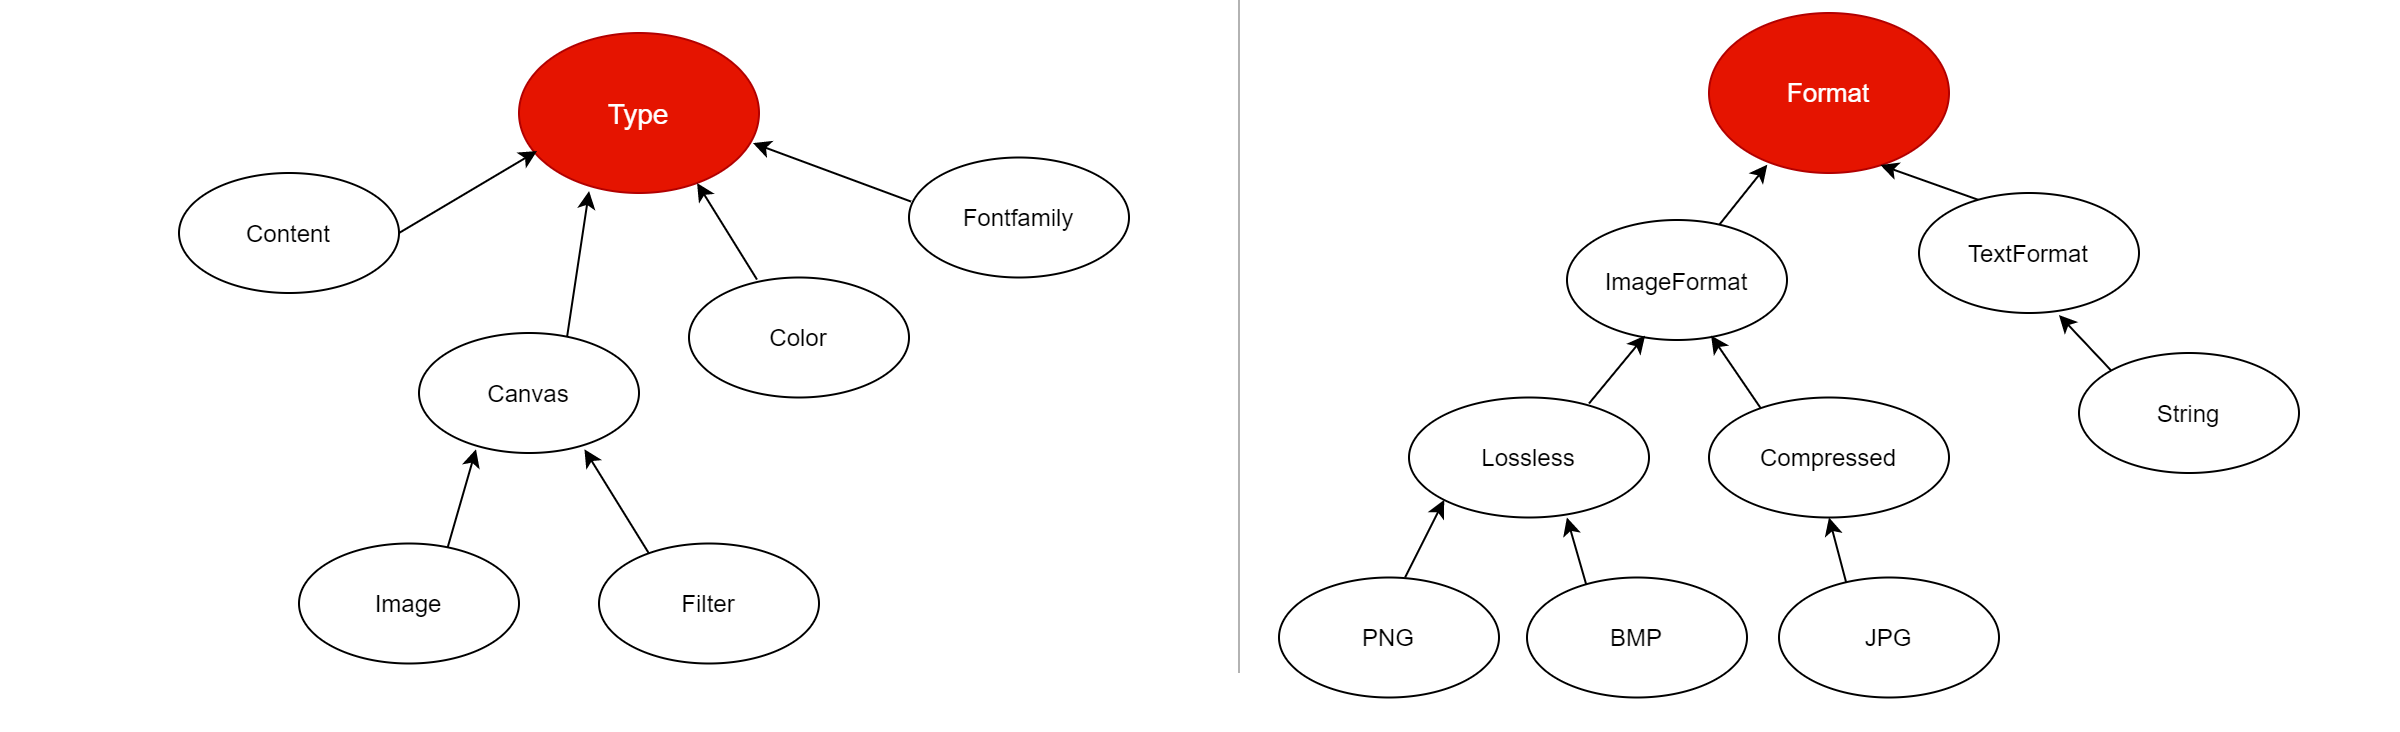 Type
Content
Fontfamily
Color
Canvas
Image
Filter
Format
TextFormat
ImageFormat
String
Lossless
Compressed
PNG
BMP
JPG